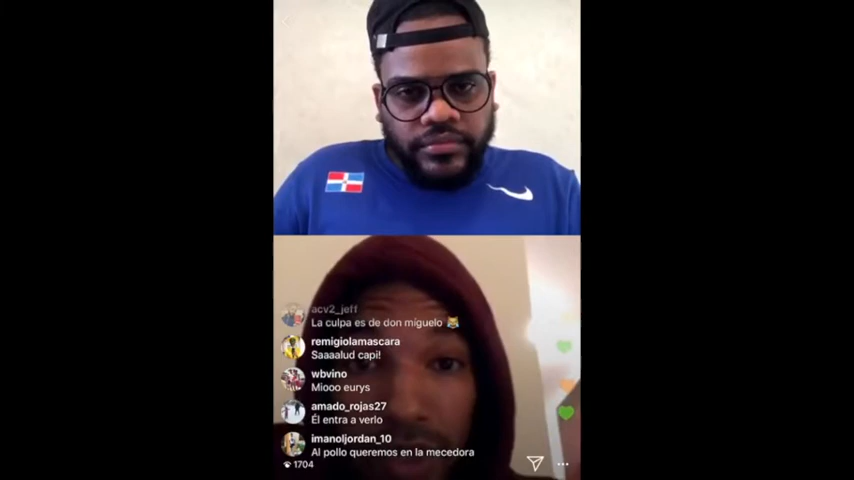 acv2_jeff
La culpa es de don miguelo 😹
remigiolamascara
Saaaalud capi!
wbvino
Miooo eurys
amado_rojas27
Él entra a verlo
imanoljordan_10
Al pollo queremos en la mecedora
1704